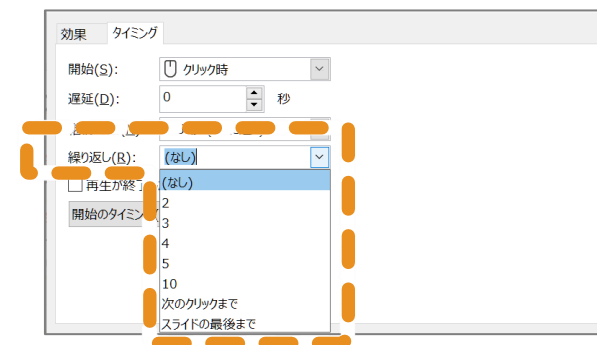 効果 タイミング
開始(S): クリック時
遅延(D): 0 秒
繰り返し(R): (なし)
再生が終了
(なし)
開始のタイミング
2
3
4
5
10
次のクリックまで
スライドの最後まで